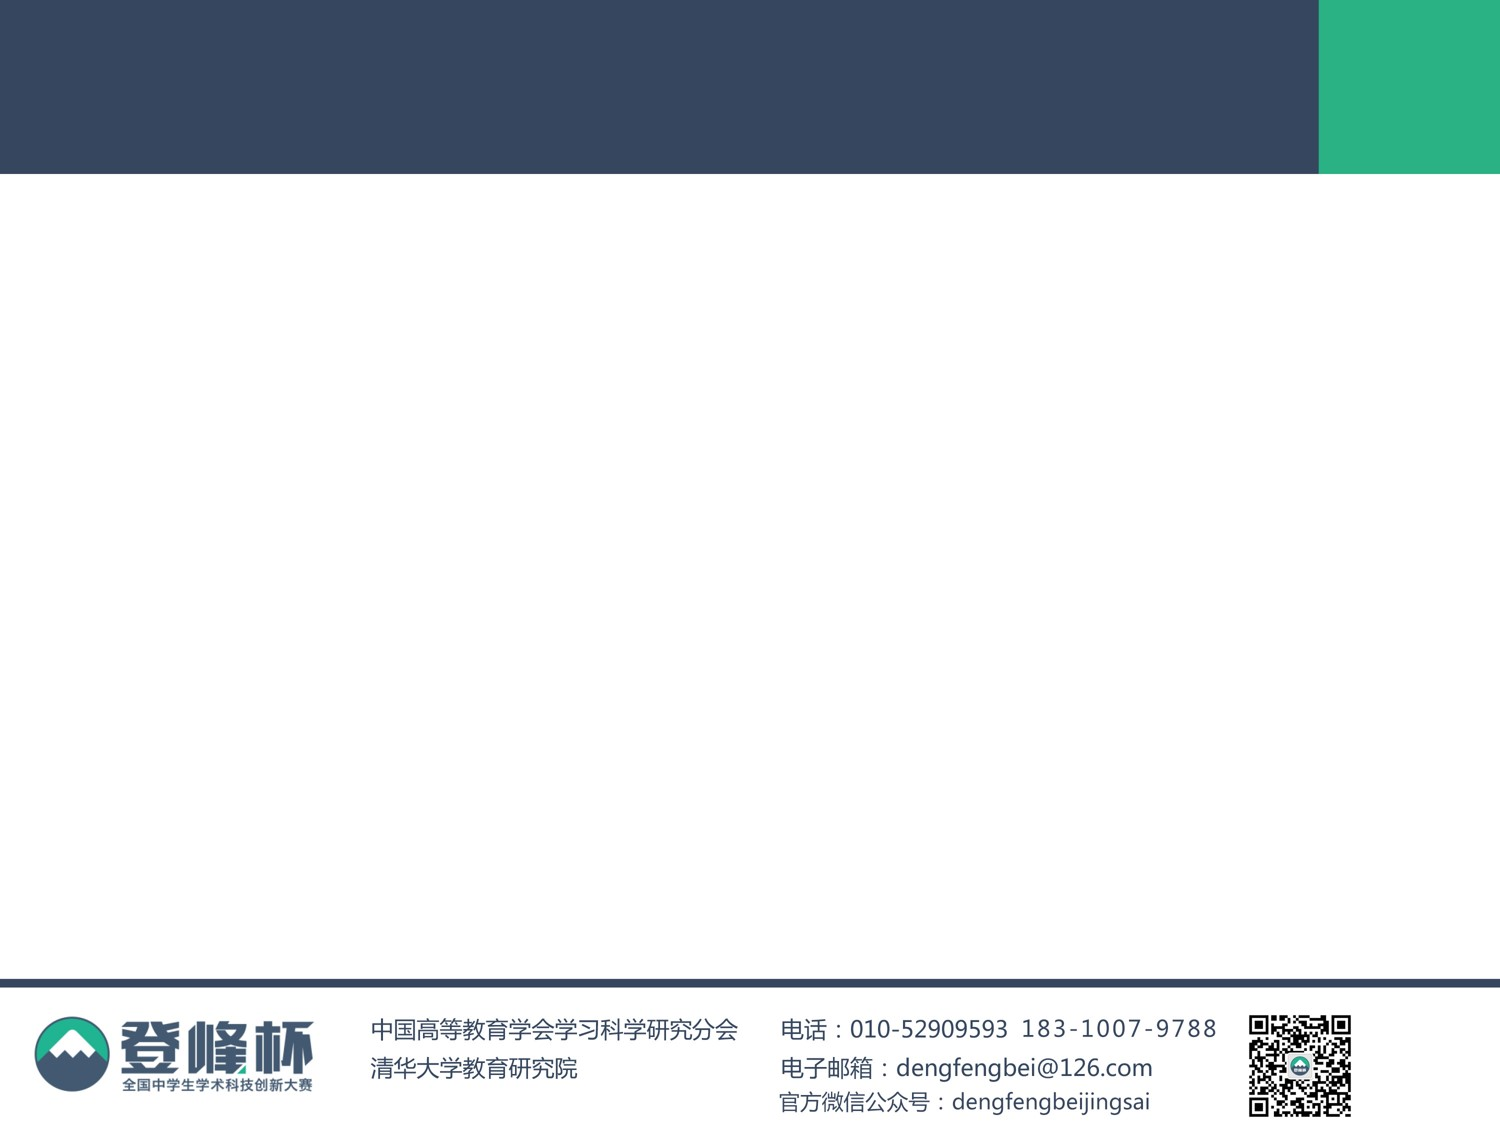 登峰杯
全国中学生学术科技创新大赛
中国高等教育学会学习科学研究分会
清华大学教育研究院
电话：010-52909593 183-1007-9788
电子邮箱：dengfengbei@126.com
官方微信公众号：dengfengbeijingsai